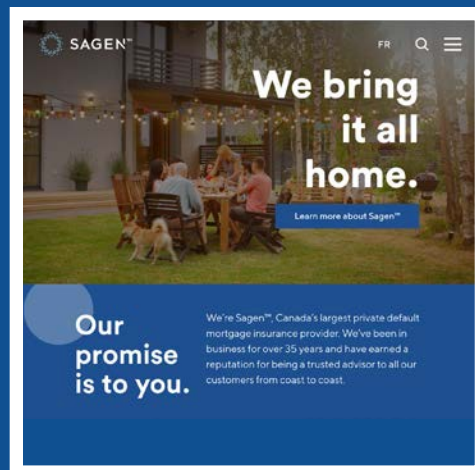 SAGEN™
FR
We bring
it all
home.
Learn more about Sagen™
Our
promise
is to you.
We're Sagen™, Canada's largest private default
mortgage insurance provider. We've been in
business for over 35 years and have earned a
reputation for being a trusted advisor to all our
customers from coast to coast.